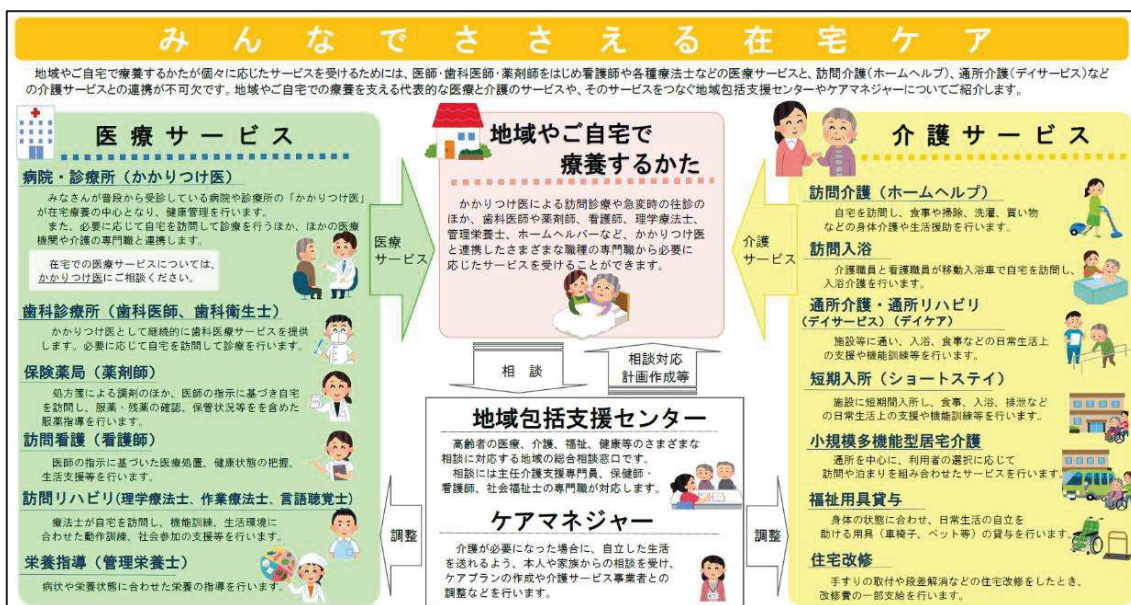 みんなでささえる在宅ケア
地域やご自宅で療養するかたが個々に応じたサービスを受けるためには、医師・歯科医師・薬剤師をはじめ看護師や各種療法士などの医療サービスと、訪問介護(ホームヘルプ)、通所介護(デイサービス)など
の介護サービスとの連携が不可欠です。地域やご自宅での療養を支える代表的な医療と介護のサービスや、そのサービスをつなぐ地域包括支援センターやケアマネジャーについてご紹介します。
医療サービス
病院・診療所(かかりつけ医)
みなさんが普段から受診している病院や診療所の「かかりつけ医」
が在宅療養の中心となり、健康管理を行います。
また、必要に応じて自宅を訪問して診療を行うほか、ほかの医療
機関や介護の専門職と連携します。
在宅での医療サービスについては、
かかりつけ医にご相談ください。
歯科診療所(歯科医師、歯科衛生士)
かかりつけ医として継続的に歯科医療サービスを提供
します。必要に応じて自宅を訪問して診療を行います。
保険薬局(薬剤師)
処方箋による調剤のほか、医師の指示に基づき自宅
を訪問し、服薬・残薬の確認、保管状況等をを含めた
服薬指導を行います。
訪問看護(看護師)
医師の指示に基づいた医療処置、健康状態の把握、
生活支援等を行います。
訪問リハビリ(理学療法士、作業療法士、言語聴覚士)
療法士が自宅を訪問し、機能訓練、生活環境に
合わせた動作訓練、社会参加の支援等を行います。
栄養指導(管理栄養士)
病状や栄養状態に合わせた栄養の指導を行います。
医療
サービス
地域やご自宅で
療養するかた
かかりつけ医による訪問診療や急変時の往診の
ほか、歯科医師や薬剤師、看護師、理学療法士、
管理栄養士、ホームヘルパーなど、かかりつけ医
と連携したさまざまな職種の専門職から必要に
応じたサービスを受けることができます。
相談
相談対応
計画作成等
地域包括支援センター
高齢者の医療、介護、福祉、健康等のさまざまな
相談に対応する地域の総合相談窓口です。
相談には主任介護支援専門員、保健師・
看護師、社会福祉士の専門職が対応します。
ケアマネジャー
介護が必要になった場合に、自立した生活
を送れるよう、本人や家族からの相談を受け、
ケアプランの作成や介護サービス事業者との
調整などを行います。
調整
調整
介護
サービス
介護サービス
訪問介護(ホームヘルプ)
自宅を訪問し、食事や掃除、洗濯、買い物
などの身体介護や生活援助を行います。
訪問入浴
介護職員と看護職員が移動入浴車で自宅を訪問し、
入浴介護を行います。
通所介護・通所リハビリ
(デイサービス)(デイケア)
施設等に通い、入浴、食事などの日常生活上
の支援や機能訓練等を行います。
短期入所(ショートステイ)
施設に短期間入所し、食事、入浴、排泄など
の日常生活上の支援や機能訓練等を行います。
小規模多機能型居宅介護
通所を中心に、利用者の選択に応じて
訪問や泊まりを組み合わせたサービスを行います。
福祉用具貸与
身体の状態に合わせ、日常生活の自立を
助ける用具(車椅子、ベット等)の貸与を行います。
住宅改修
手すりの取付や段差解消などの住宅改修をしたとき、
改修費の一部支給を行います。